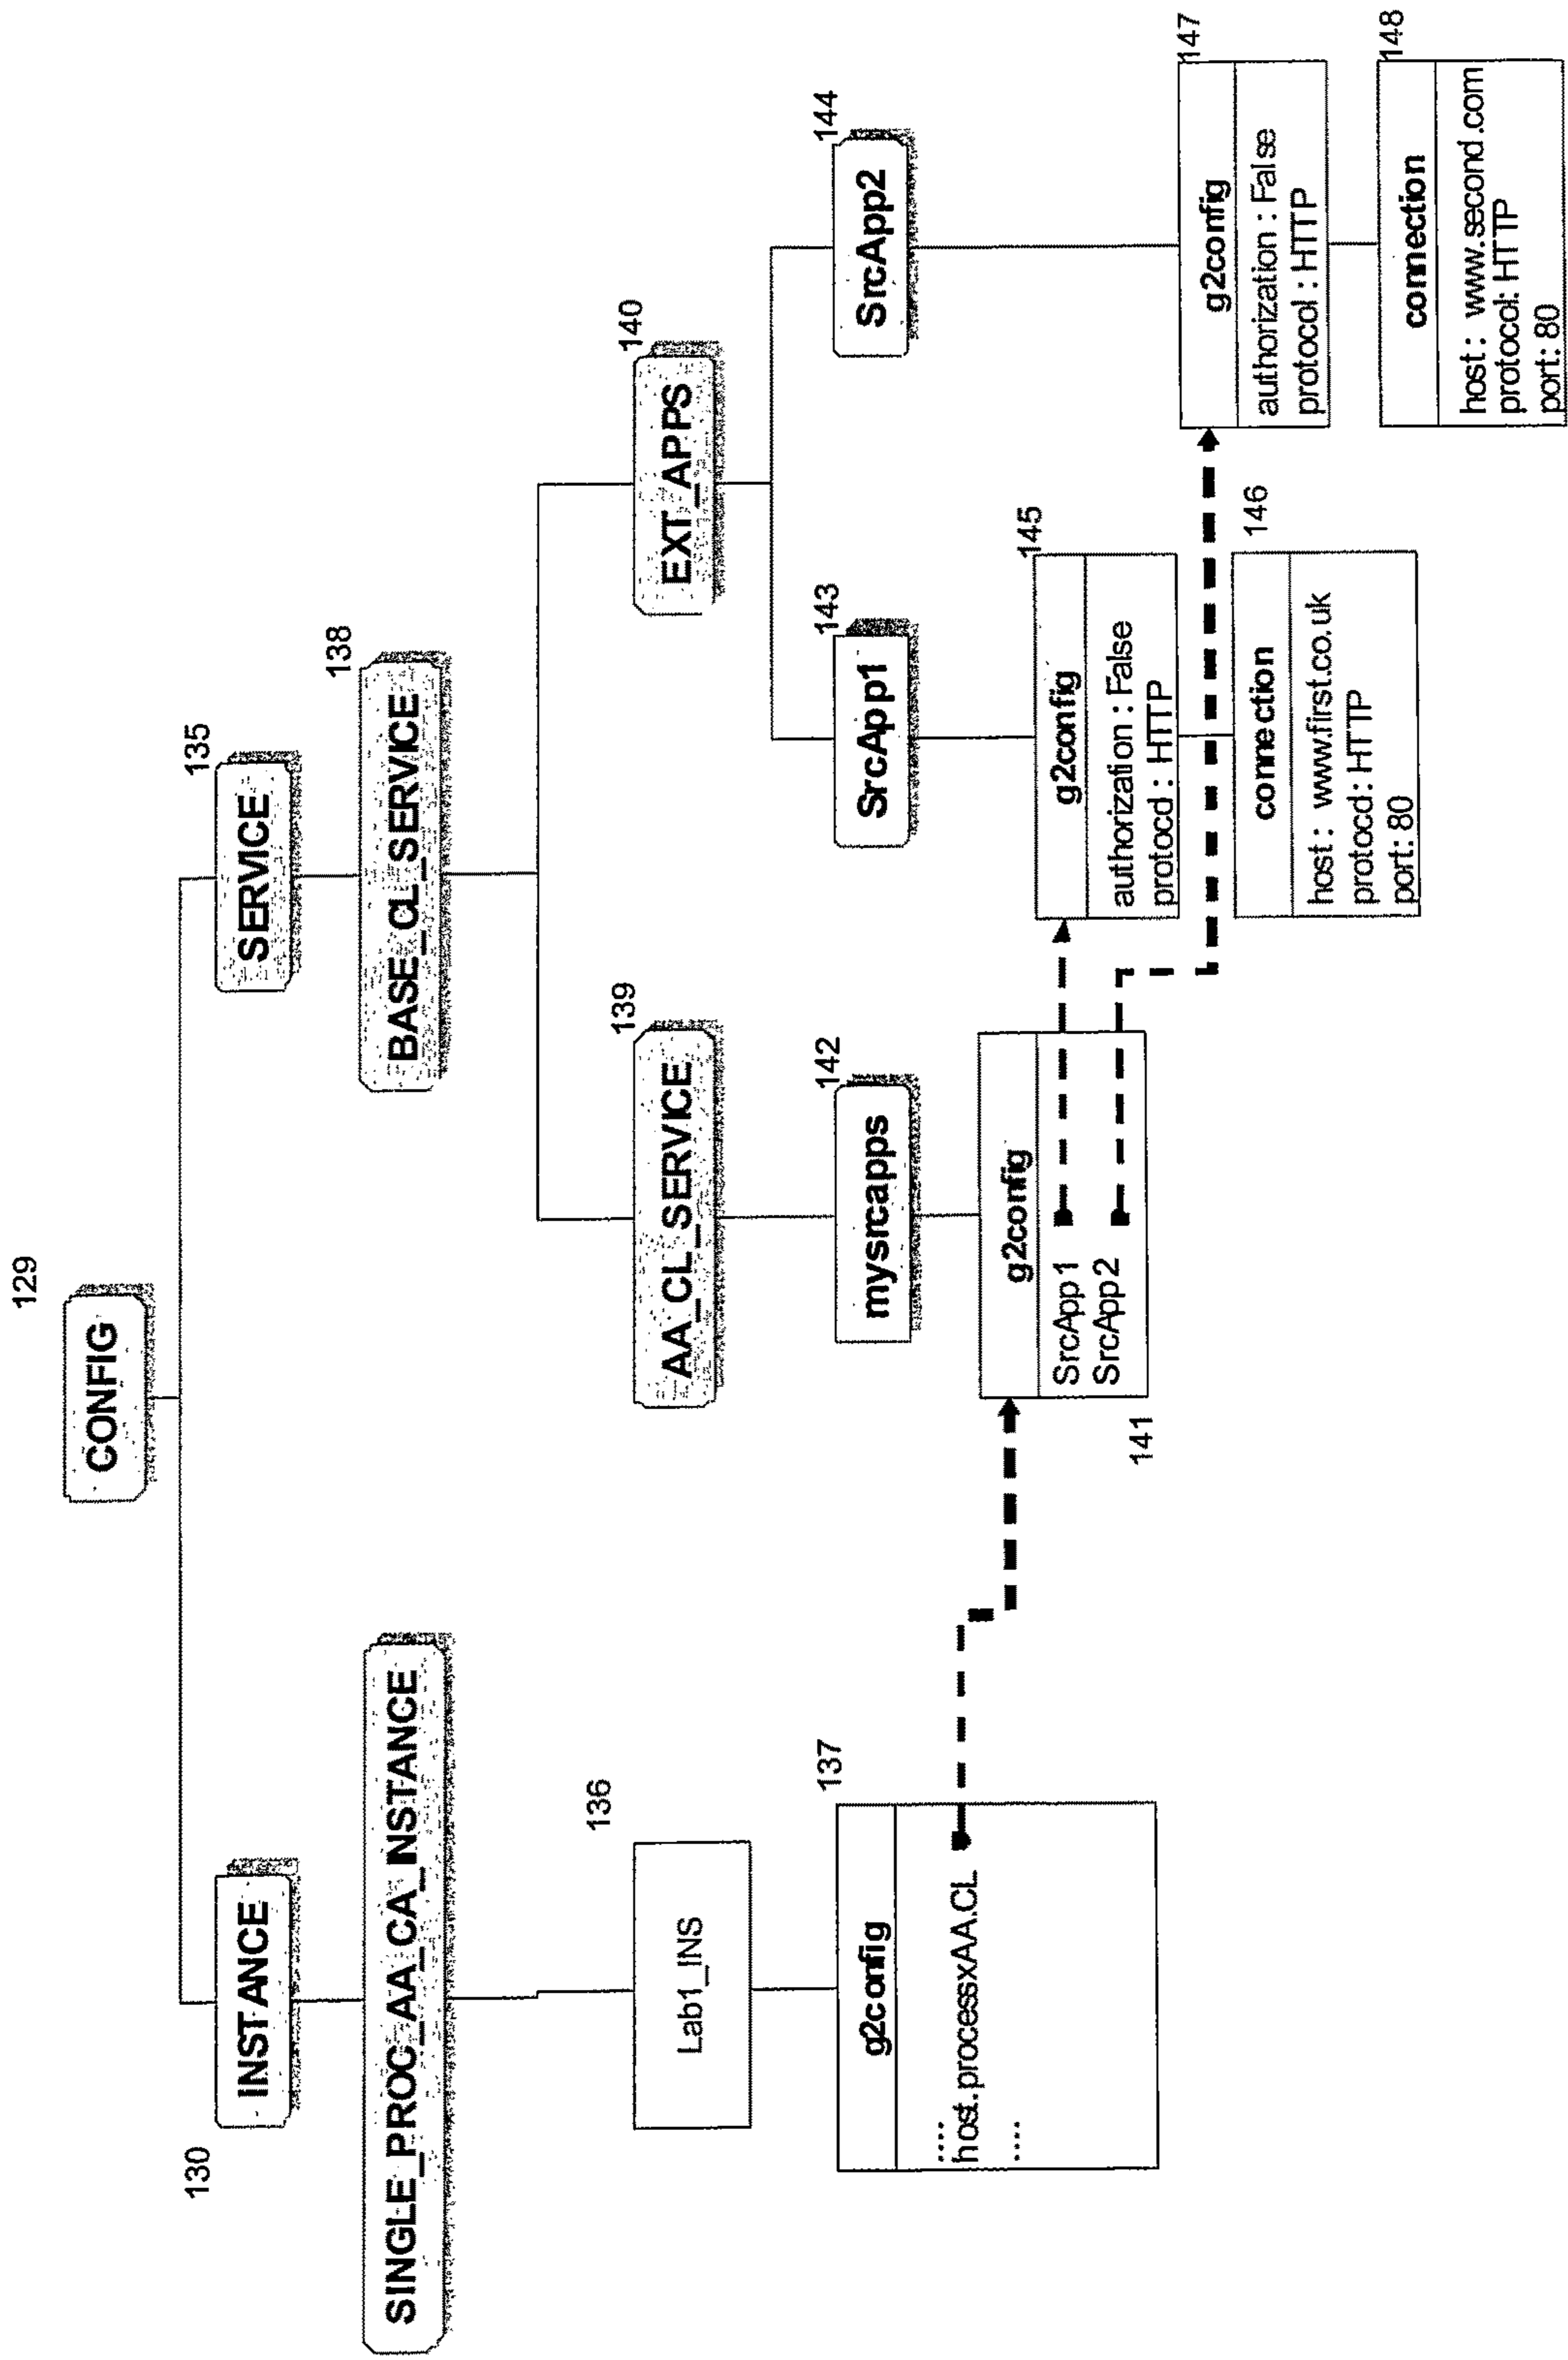 129
CONFIG
130
INSTANCE
135
SERVICE
SINGLE_PROC_AA_CA_INSTANCE
138
BASE_CL_SERVICE
136
Lab1_INS
139
AA_CL_SERVICE
140
EXT_APPS
137
g2config
....
host.processxAA.CL
....
142
mysrcapps
143
SrcApp1
144
SrcApp2
141
g2config
SrcApp1
SrcApp2
145
g2config
authorization : False
protocd : HTTP
146
connection
host : www.first.co.uk
protocd: HTTP
port: 80
147
g2config
authorization : False
protocol : HTTP
148
connection
host : www.second.com
protocol: HTTP
port: 80